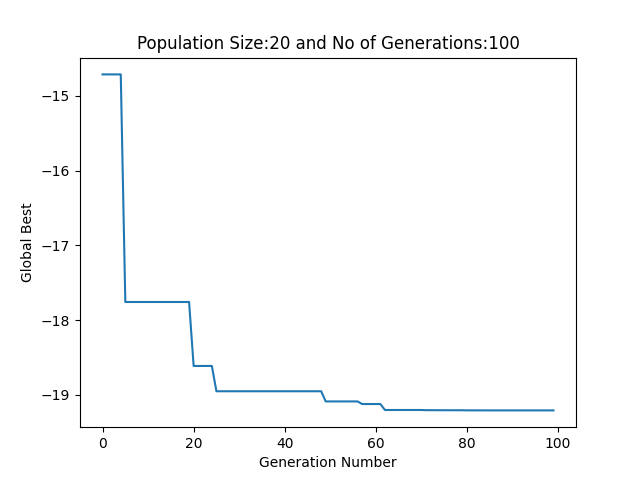 Population Size:20 and No of Generations:100
−15
−16
−17
−18
−19
Global Best
0 20 40 60 80 100
Generation Number